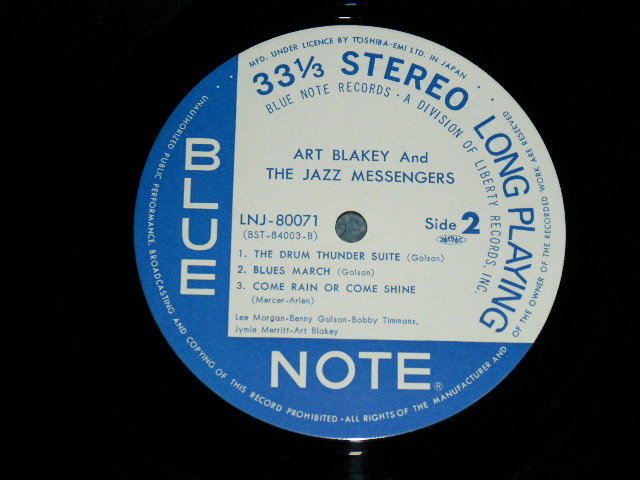 MFD. UNDER LICENCE BY TOSHIBA-EMI LTD. IN JAPAN
33⅓ STEREO LONG PLAYING
BLUE NOTE RECORDS · A DIVISION OF LIBERTY RECORDS, INC.
ART BLAKEY And
THE JAZZ MESSENGERS
LNJ-80071
(BST-84003-B)
Side 2
JASRAC
1. THE DRUM THUNDER SUITE (Golson)
2. BLUES MARCH (Golson)
3. COME RAIN OR COME SHINE
(Mercer-Arlen)
Lee Morgan-Benny Golson-Bobby Timmons,
Jymie Merritt-Art Blakey
BLUE
NOTE®
UNAUTHORIZED PUBLIC PERFORMANCE, BROADCASTING AND COPYING OF THIS RECORD PROHIBITED · ALL RIGHTS OF THE MANUFACTURER AND OF THE OWNER OF THE RECORDED WORK ARE RESERVED